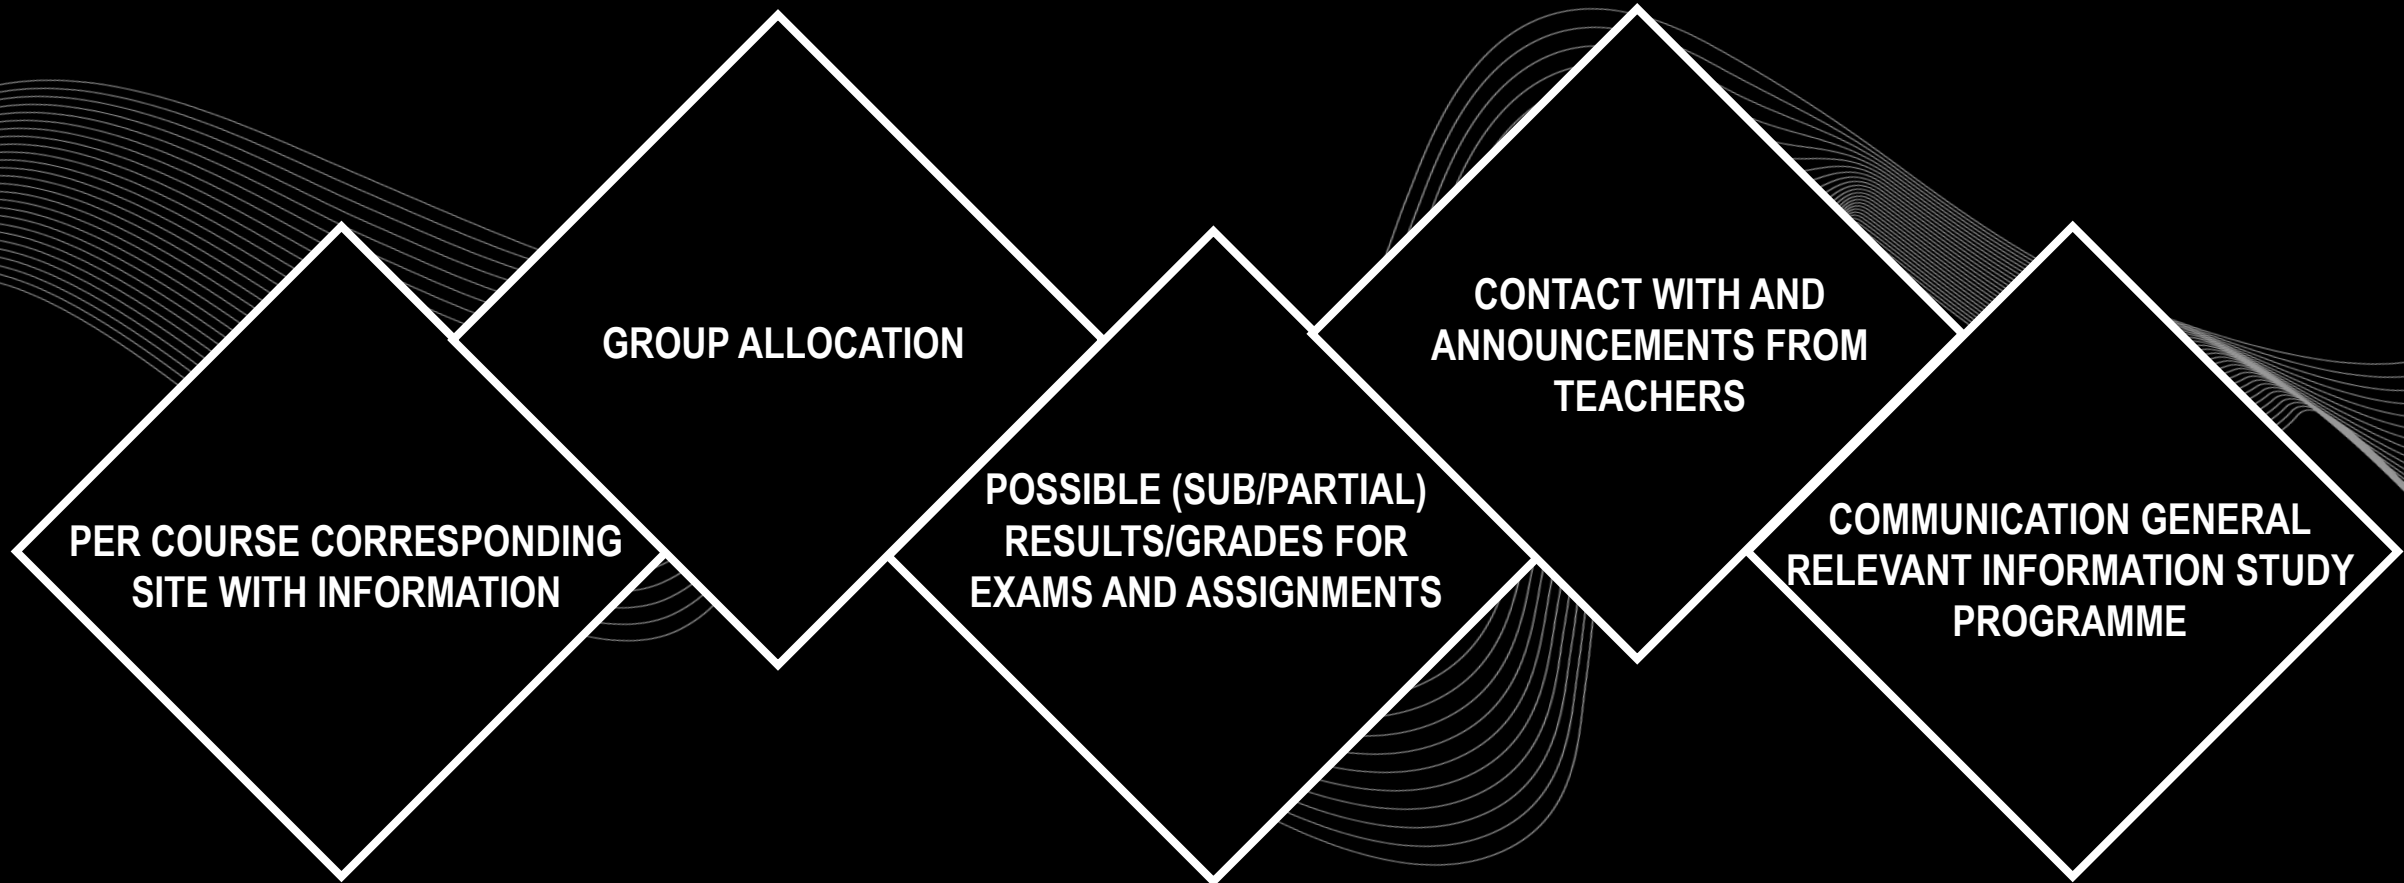 PER COURSE CORRESPONDING
SITE WITH INFORMATION
GROUP ALLOCATION
POSSIBLE (SUB/PARTIAL)
RESULTS/GRADES FOR
EXAMS AND ASSIGNMENTS
CONTACT WITH AND
ANNOUNCEMENTS FROM
TEACHERS
COMMUNICATION GENERAL
RELEVANT INFORMATION STUDY
PROGRAMME